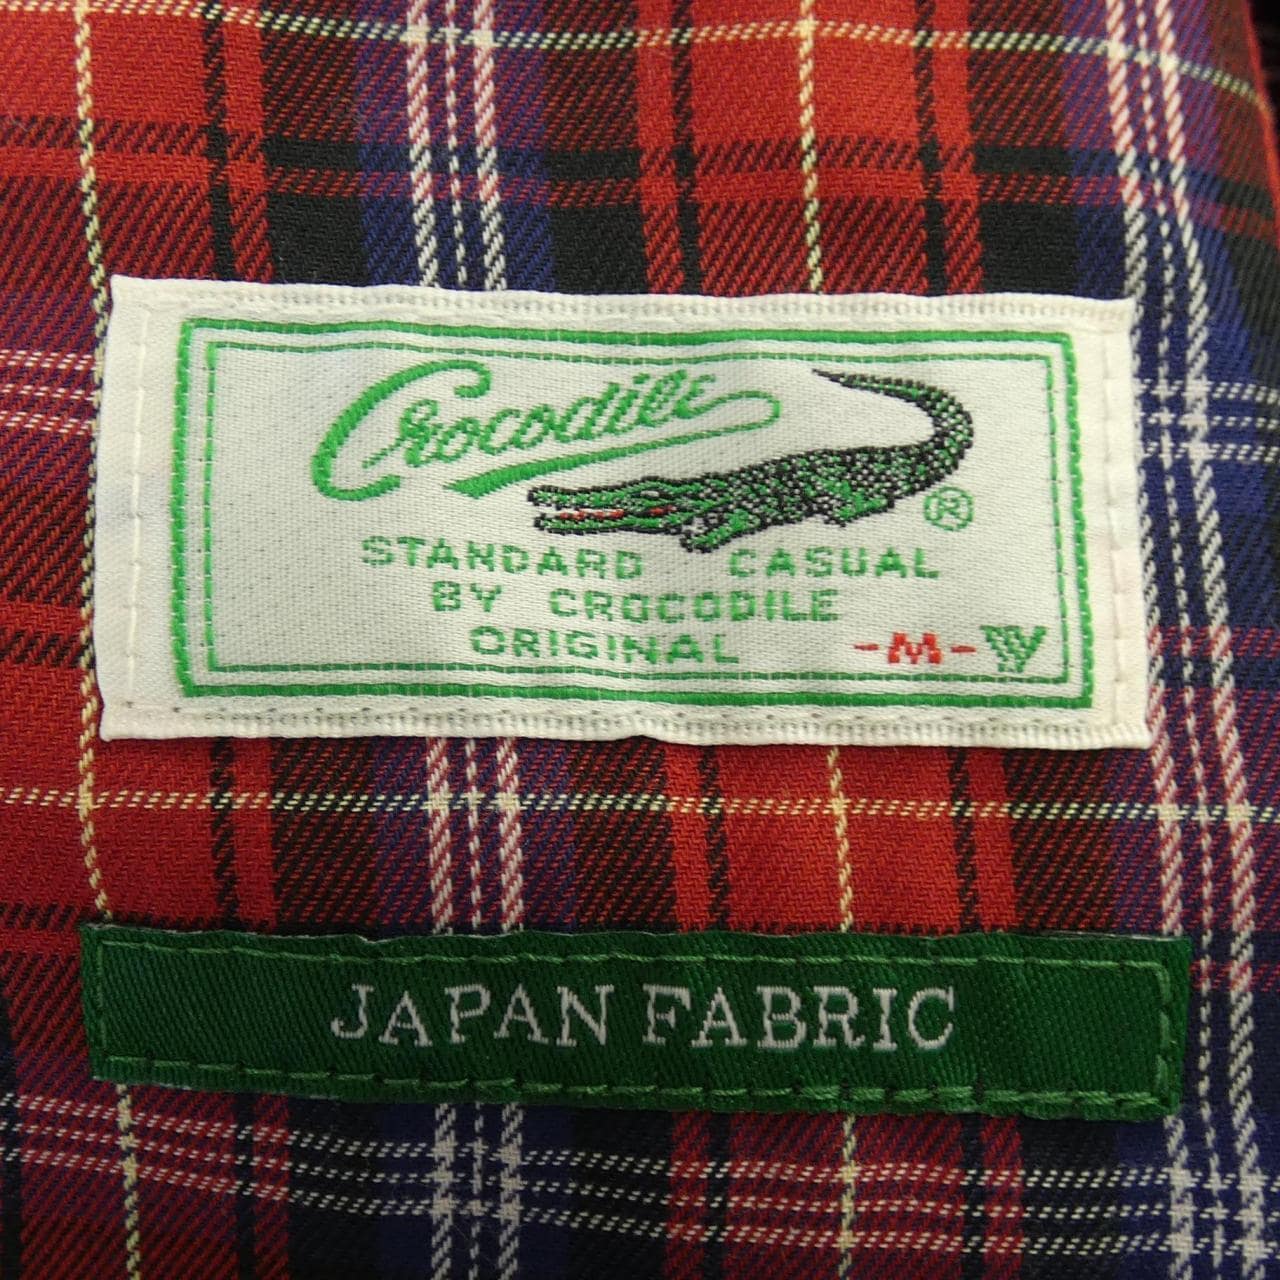 Crocodile
®
STANDARD CASUAL
BY CROCODILE
ORIGINAL
-M-
JAPAN FABRIC